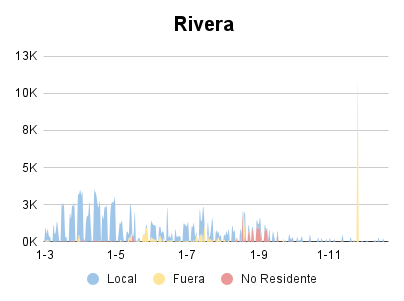 Rivera
13K
10K
8K
5K
3K
0K
1-3 1-5 1-7 1-9 1-11
Local Fuera No Residente